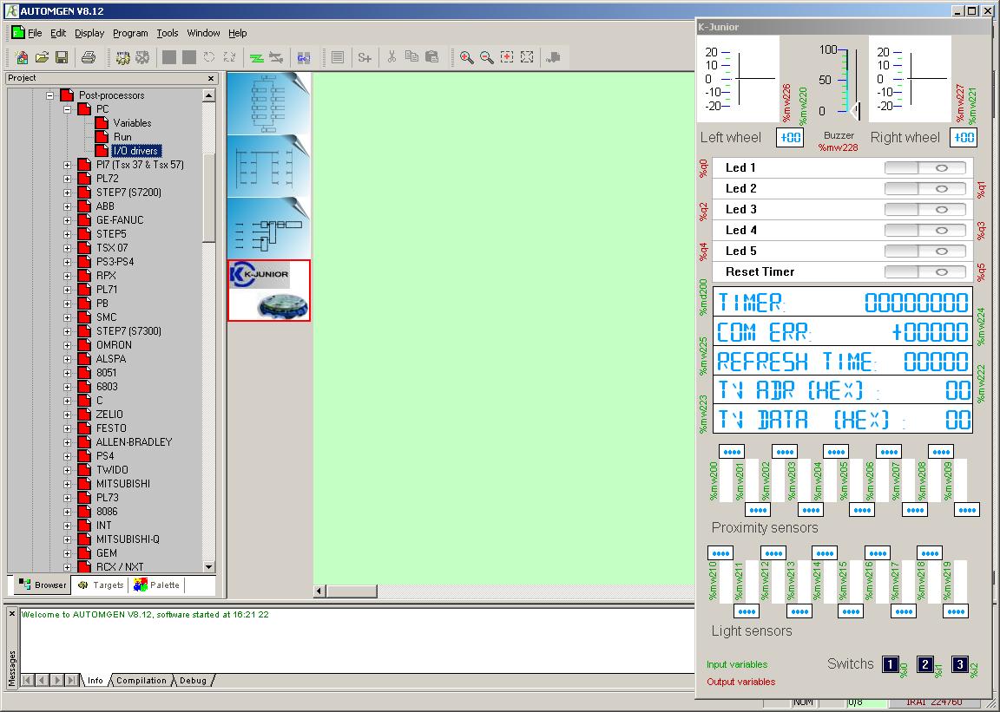 AUTOMGEN V8.12
File Edit Display Program Tools Window Help
Project
Post-processors
PC
Variables
Run
I/O drivers
PI7 (Tsx 37 & Tsx 57)
PL72
STEP7 (S7200)
ABB
GE-FANUC
STEP5
TSX 07
PS3-PS4
RPX
PL71
PB
SMC
STEP7 (S7300)
OMRON
ALSPA
8051
6803
C
ZELIO
FESTO
ALLEN-BRADLEY
PS4
TWIDO
MITSUBISHI
PL73
8086
INT
MITSUBISHI-Q
GEM
RCX / NXT
Browser Targets Palette
K-JUNIOR
Messages
Welcome to AUTOMGEN V8.12, software started at 16:21 22
Info Compilation Debug
NUM 0/8 IRAI 224760
K-Junior
20 10 0 -10 -20
%mw226 %mw220
100 50 0
20 10 0 -10 -20
%mw227 %mw221
Left wheel +00
Buzzer
%mw228
Right wheel +00
%q0 Led 1
Led 2 %q1
%q2 Led 3
Led 4 %q3
%q4 Led 5
Reset Timer %q5
%md200 TIMER: 00000000
COM ERR: +00000 %mw224
%mw225 REFRESH TIME: 00000
TV ADR (HEX) : 00 %mw222
%mw223 TV DATA (HEX) : 00
%mw200 %mw201 %mw202 %mw203 %mw204 %mw205 %mw206 %mw207 %mw208 %mw209
Proximity sensors
%mw210 %mw211 %mw212 %mw213 %mw214 %mw215 %mw216 %mw217 %mw218 %mw219
Light sensors
Input variables
Output variables
Switchs 1 %i0 2 %i1 3 %i2